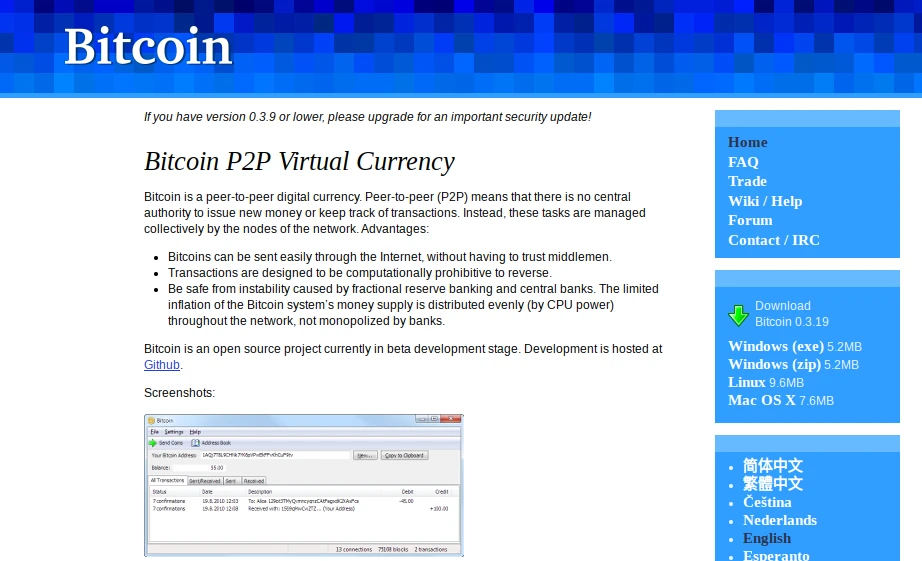 Bitcoin
If you have version 0.3.9 or lower, please upgrade for an important security update!
Bitcoin P2P Virtual Currency
Bitcoin is a peer-to-peer digital currency. Peer-to-peer (P2P) means that there is no central
authority to issue new money or keep track of transactions. Instead, these tasks are managed
collectively by the nodes of the network. Advantages:
Bitcoins can be sent easily through the Internet, without having to trust middlemen.
Transactions are designed to be computationally prohibitive to reverse.
Be safe from instability caused by fractional reserve banking and central banks. The limited
inflation of the Bitcoin system’s money supply is distributed evenly (by CPU power)
throughout the network, not monopolized by banks.
Bitcoin is an open source project currently in beta development stage. Development is hosted at
Github.
Screenshots:
Bitcoin
File Settings Help
Send Coins Address Book
Your Bitcoin Address: New... Copy to Clipboard
Balance: 55.00
All Transactions Sent/Received Sent Received
Status Date Description Debit Credit
7 confirmations 19.8.2010 12:03 To: Alice -45.00
7 confirmations 19.8.2010 Received with: (Your Address) +100.00
13 connections 75108 blocks 2 transactions
Home
FAQ
Trade
Wiki / Help
Forum
Contact / IRC
Download
Bitcoin 0.3.19
Windows (exe) 5.2MB
Windows (zip) 5.2MB
Linux 9.6MB
Mac OS X 7.6MB
简体中文
繁體中文
Čeština
Nederlands
English
Esperanto